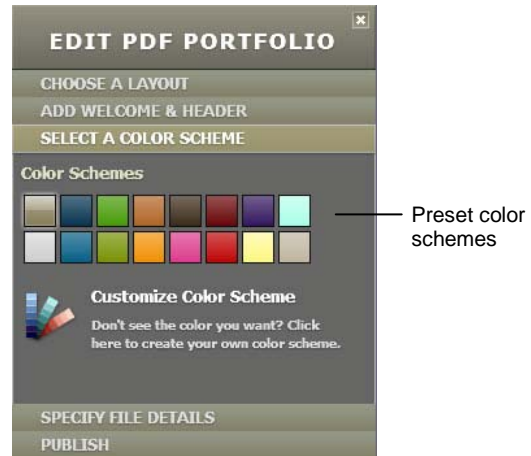 EDIT PDF PORTFOLIO
CHOOSE A LAYOUT
ADD WELCOME & HEADER
SELECT A COLOR SCHEME
Color Schemes
Preset color
schemes
Customize Color Scheme
Don't see the color you want? Click
here to create your own color scheme.
SPECIFY FILE DETAILS
PUBLISH